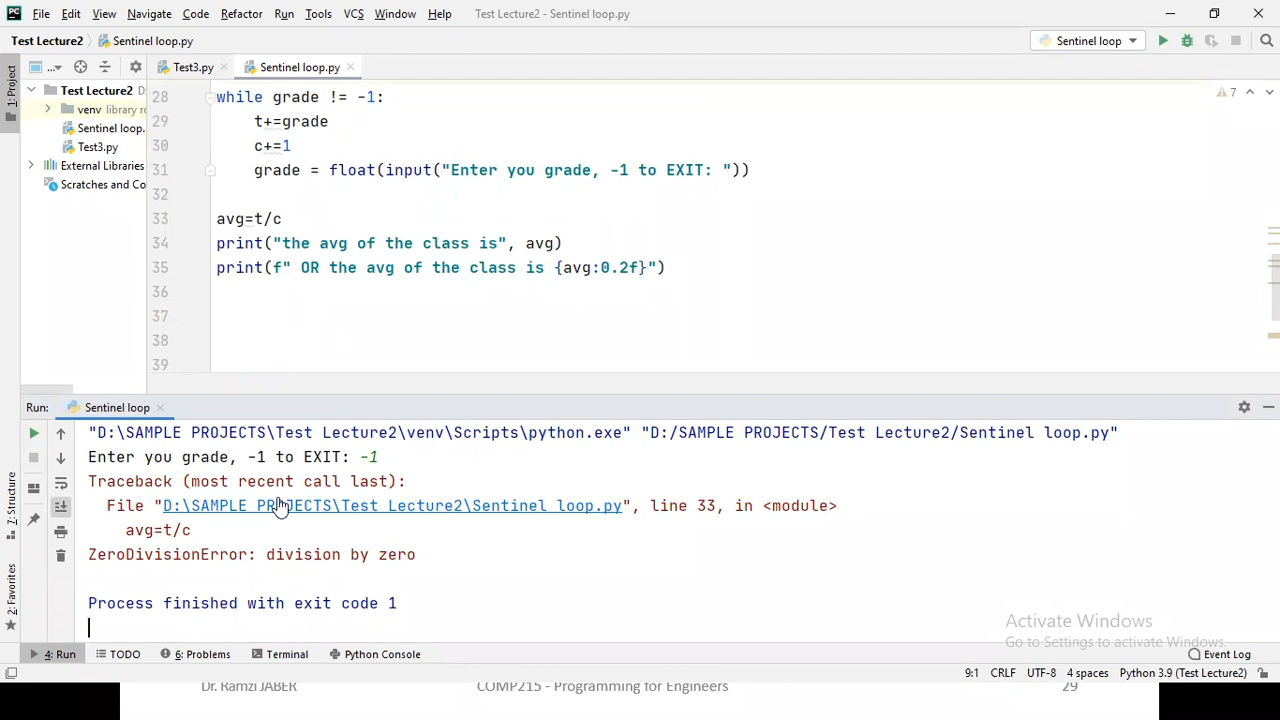 File Edit View Navigate Code Refactor Run Tools VCS Window Help Test Lecture2 - Sentinel loop.py
Test Lecture2 Sentinel loop.py Sentinel loop
1: Project ... Test3.py Sentinel loop.py
Test Lecture2 D:
venv library ro
Sentinel loop.
Test3.py
External Libraries
Scratches and Co
7
28 while grade != -1:
29 t+=grade
30 c+=1
31 grade = float(input("Enter you grade, -1 to EXIT: "))
32
33 avg=t/c
34 print("the avg of the class is", avg)
35 print(f" OR the avg of the class is {avg:0.2f}")
36
37
38
39
Run: Sentinel loop
"D:\SAMPLE PROJECTS\Test Lecture2\venv\Scripts\python.exe" "D:/SAMPLE PROJECTS/Test Lecture2/Sentinel loop.py"
Enter you grade, -1 to EXIT: -1
Traceback (most recent call last):
File "D:\SAMPLE PROJECTS\Test Lecture2\Sentinel loop.py", line 33, in <module>
avg=t/c
ZeroDivisionError: division by zero
Process finished with exit code 1
Z: Structure
2: Favorites
Activate Windows
Go to Settings to activate Windows.
4: Run TODO 6: Problems Terminal Python Console Event Log
9:1 CRLF UTF-8 4 spaces Python 3.9 (Test Lecture2)
Dr. Ramzi JABER COMP215 - Programming for Engineers 29